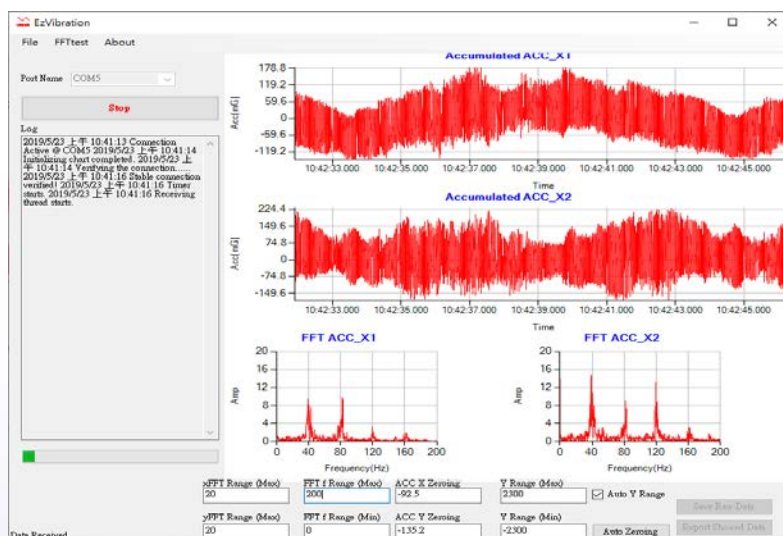 EzVibration
File FFTtest About
Port Name COM5
Stop
Log
2019/5/23 上午 10:41:13 Connection
Active @ COM5 2019/5/23 上午 10:41:14
Initializing chart completed. 2019/5/23 上
午 10:41:14 Verifying the connection......
2019/5/23 上午 10:41:16 Stable connection
verified! 2019/5/23 上午 10:41:16 Timer
starts. 2019/5/23 上午 10:41:16 Receiving
thread starts.
Accumulated ACC_X1
Acc[mG]
178.8
119.2
59.6
0
-59.6
-119.2
10:42:33.000 10:42:35.000 10:42:37.000 10:42:39.000 10:42:41.000 10:42:43.000 10:42:45.000
Time
Accumulated ACC_X2
Acc[mG]
224.4
149.6
74.8
0
-74.8
-149.6
10:42:33.000 10:42:35.000 10:42:37.000 10:42:39.000 10:42:41.000 10:42:43.000 10:42:45.000
Time
FFT ACC_X1
Amp
20
16
12
8
4
0
0 40 80 120 160 200
Frequency(Hz)
FFT ACC_X2
Amp
20
16
12
8
4
0
0 40 80 120 160 200
Frequency(Hz)
xFFT Range (Max) FFT f Range (Max) ACC X Zeroing Y Range (Max)
20 200 -92.5 2300 Auto Y Range
Save Raw Data
yFFT Range (Max) FFT f Range (Min) ACC Y Zeroing Y Range (Min)
20 0 -135.2 -2300 Auto Zeroing Export Showed Data
Data Received